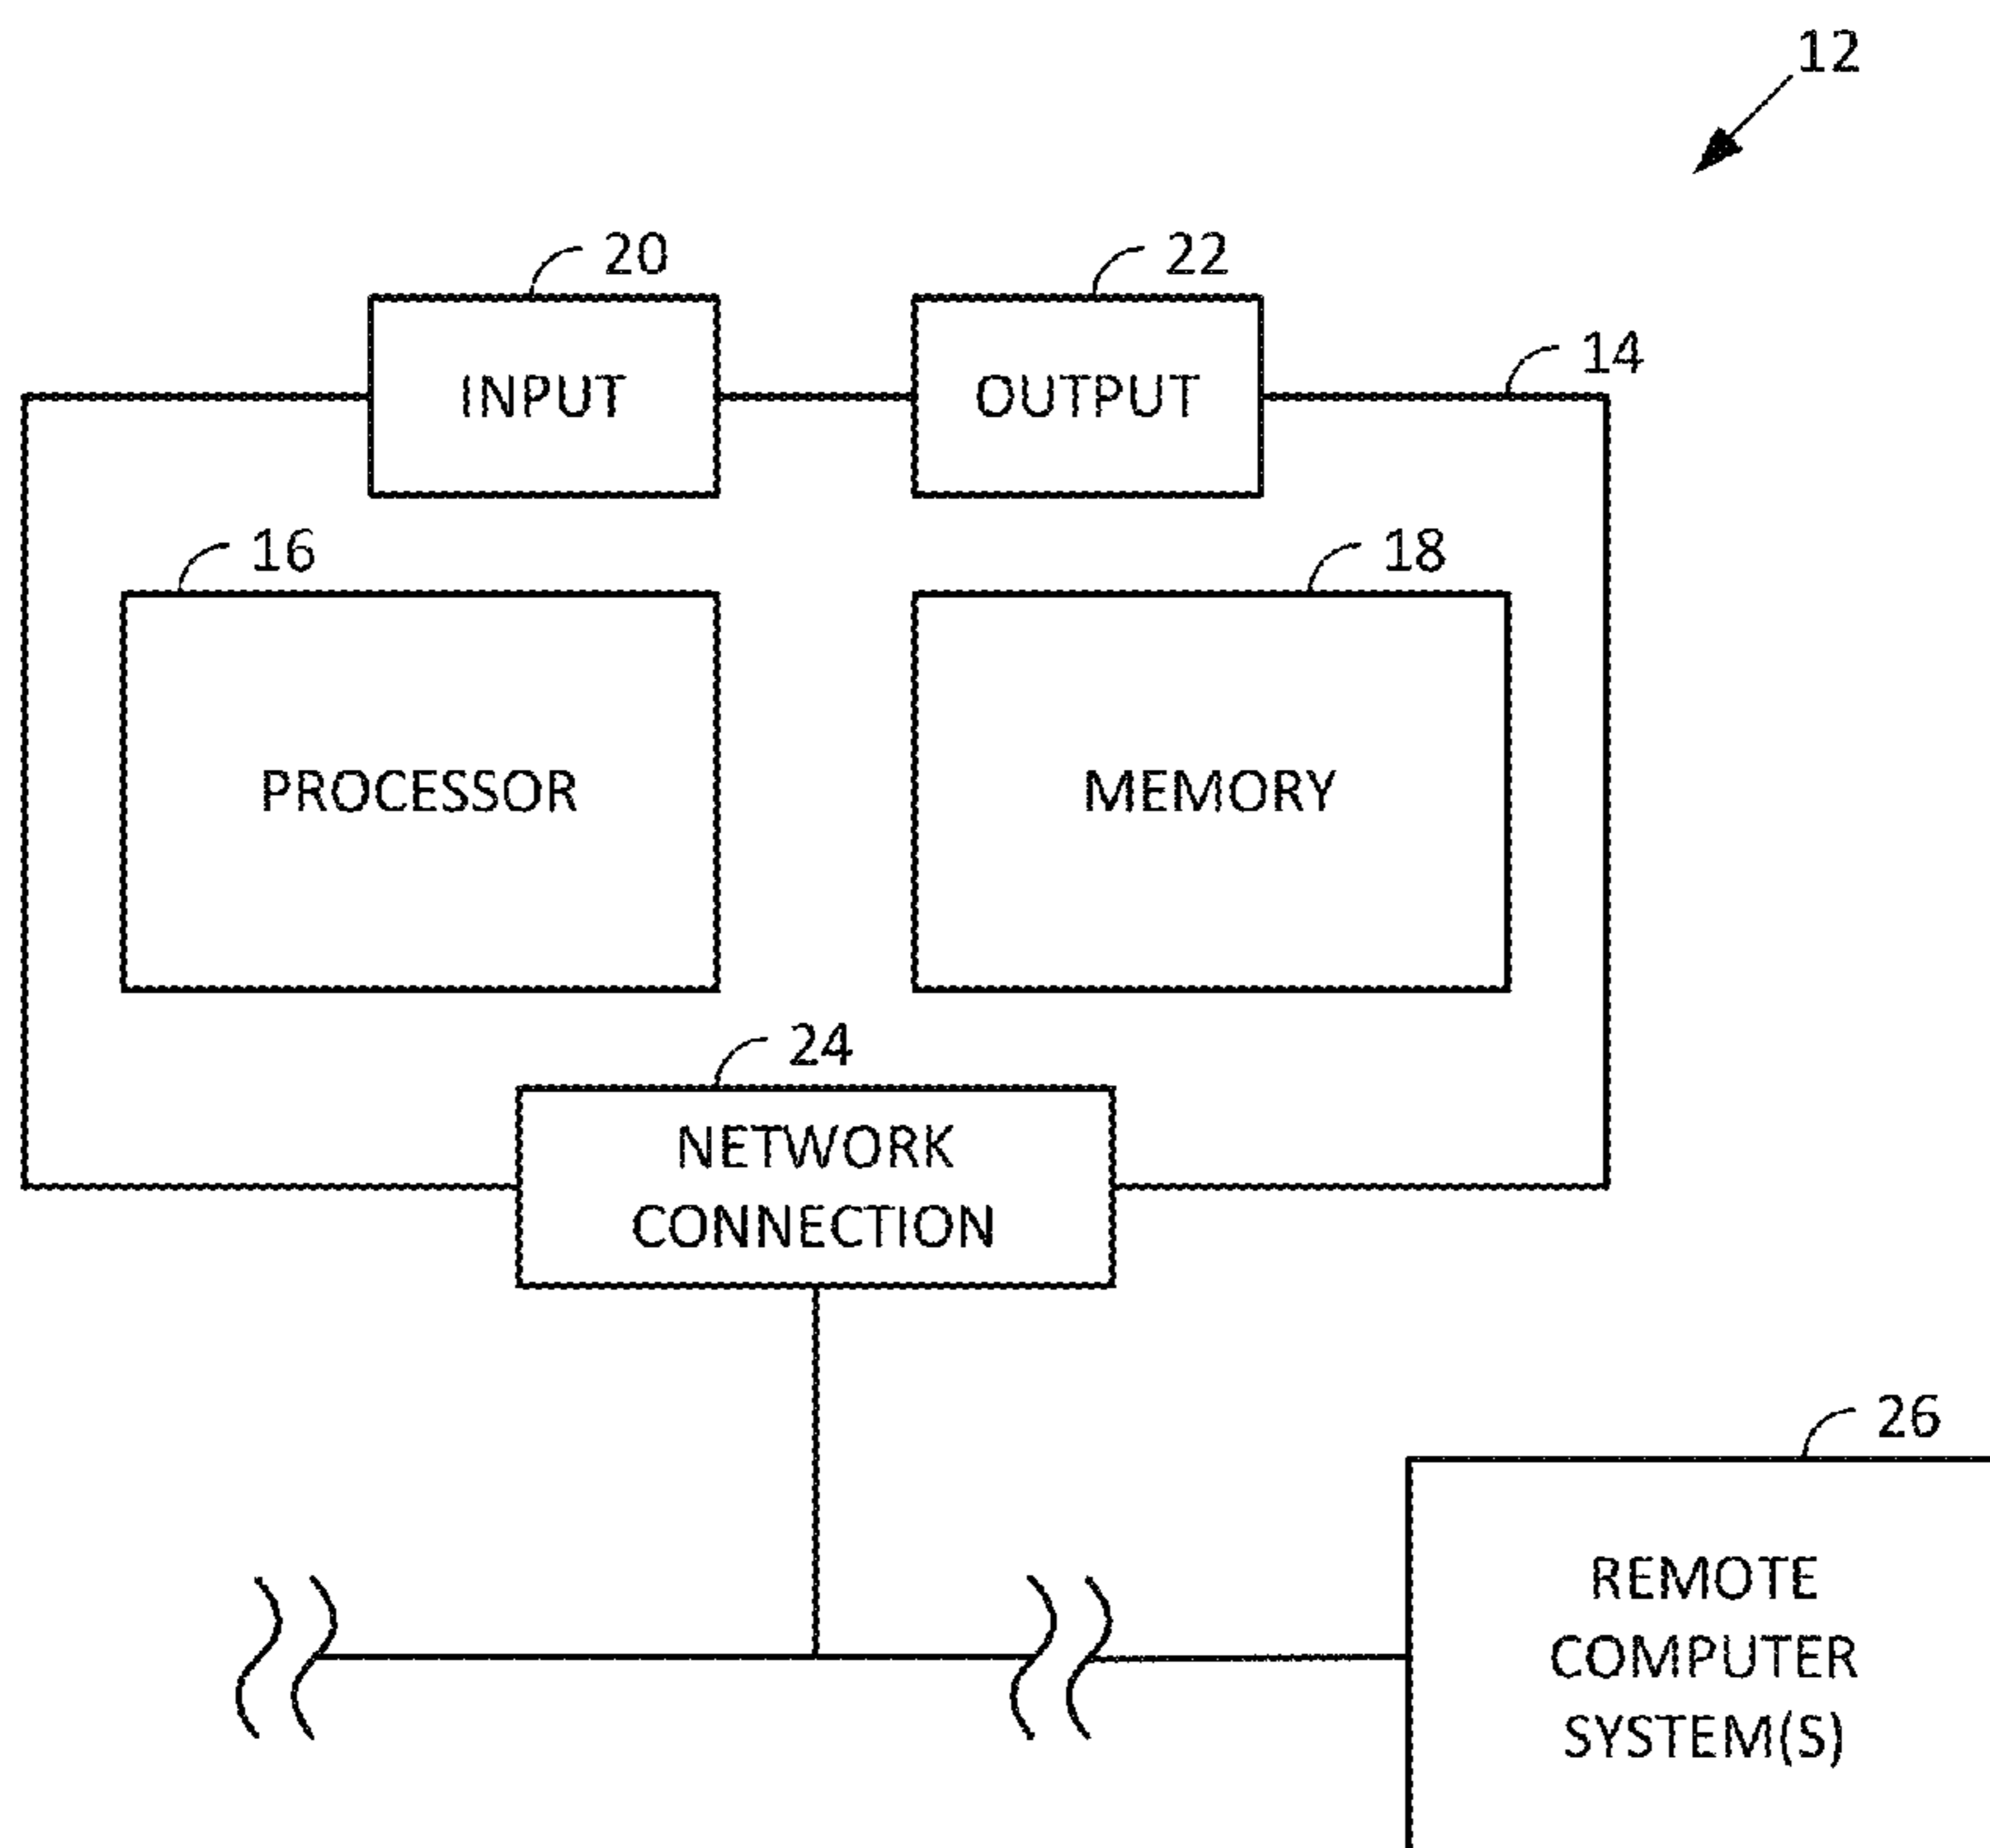 12
20
22
INPUT
OUTPUT
14
16
18
PROCESSOR
MEMORY
24
NETWORK
CONNECTION
26
REMOTE
COMPUTER
SYSTEM(S)